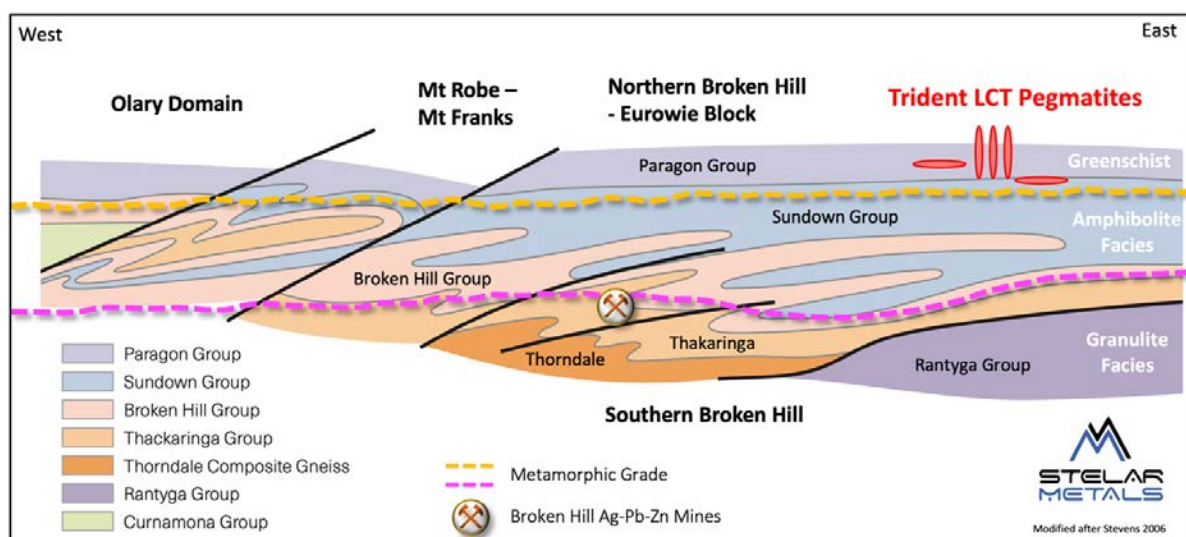 West
East
Olary Domain
Mt Robe –
Mt Franks
Northern Broken Hill
- Eurowie Block
Trident LCT Pegmatites
Paragon Group
Greenschist
Sundown Group
Amphibolite
Facies
Broken Hill Group
Thorndale
Thakaringa
Rantyga Group
Granulite
Facies
Southern Broken Hill
Paragon Group
Sundown Group
Broken Hill Group
Thackaringa Group
Thorndale Composite Gneiss
Rantyga Group
Curnamona Group
Metamorphic Grade
Broken Hill Ag-Pb-Zn Mines
STELAR
METALS
Modified after Stevens 2006